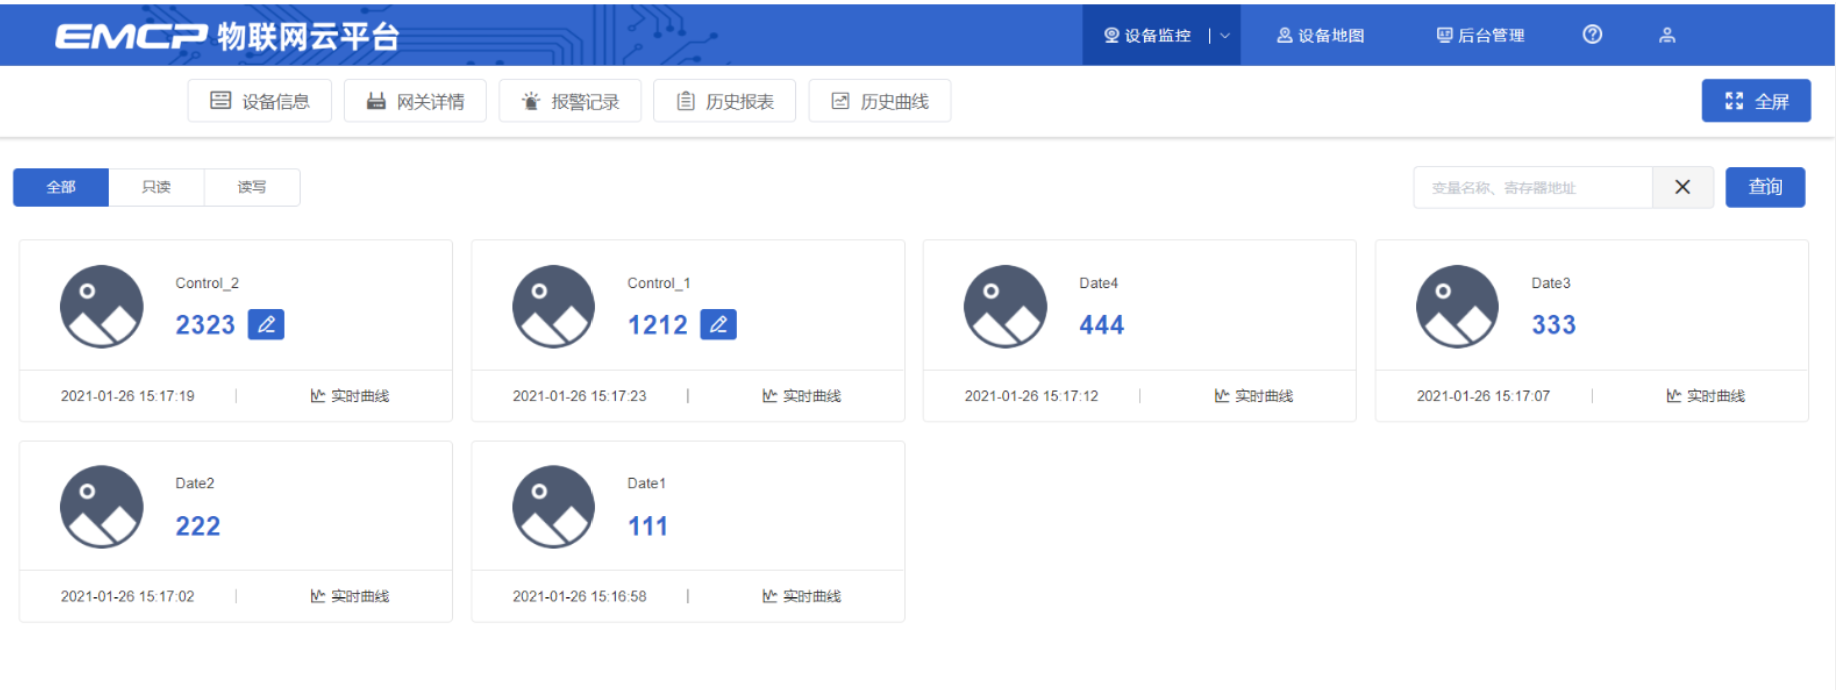 EMCP 物联网云平台
设备监控
设备地图
后台管理
设备信息
网关详情
报警记录
历史报表
历史曲线
全屏
全部
只读
读写
变量名称、寄存器地址
查询
Control_2
2323
2021-01-26 15:17:19
实时曲线
Control_1
1212
2021-01-26 15:17:23
实时曲线
Date4
444
2021-01-26 15:17:12
实时曲线
Date3
333
2021-01-26 15:17:07
实时曲线
Date2
222
2021-01-26 15:17:02
实时曲线
Date1
111
2021-01-26 15:16:58
实时曲线